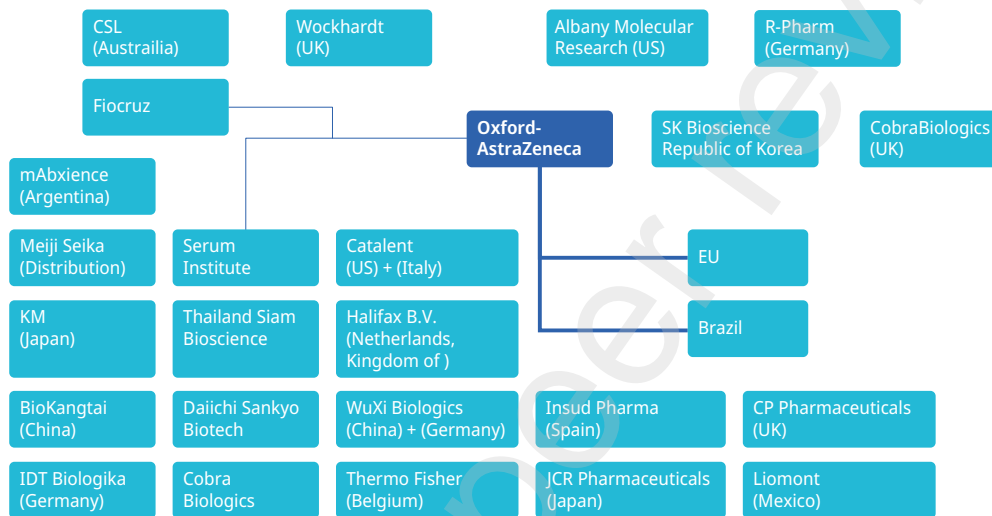 CSL
(Austrailia)
Wockhardt
(UK)
Albany Molecular
Research (US)
R-Pharm
(Germany)
Fiocruz
Oxford-
AstraZeneca
SK Bioscience
Republic of Korea
CobraBiologics
(UK)
mAbxience
(Argentina)
Meiji Seika
(Distribution)
Serum
Institute
Catalent
(US) + (Italy)
EU
KM
(Japan)
Thailand Siam
Bioscience
Halifax B.V.
(Netherlands,
Kingdom of )
Brazil
BioKangtai
(China)
Daiichi Sankyo
Biotech
WuXi Biologics
(China) + (Germany)
Insud Pharma
(Spain)
CP Pharmaceuticals
(UK)
IDT Biologika
(Germany)
Cobra
Biologics
Thermo Fisher
(Belgium)
JCR Pharmaceuticals
(Japan)
Liomont
(Mexico)
peer rev